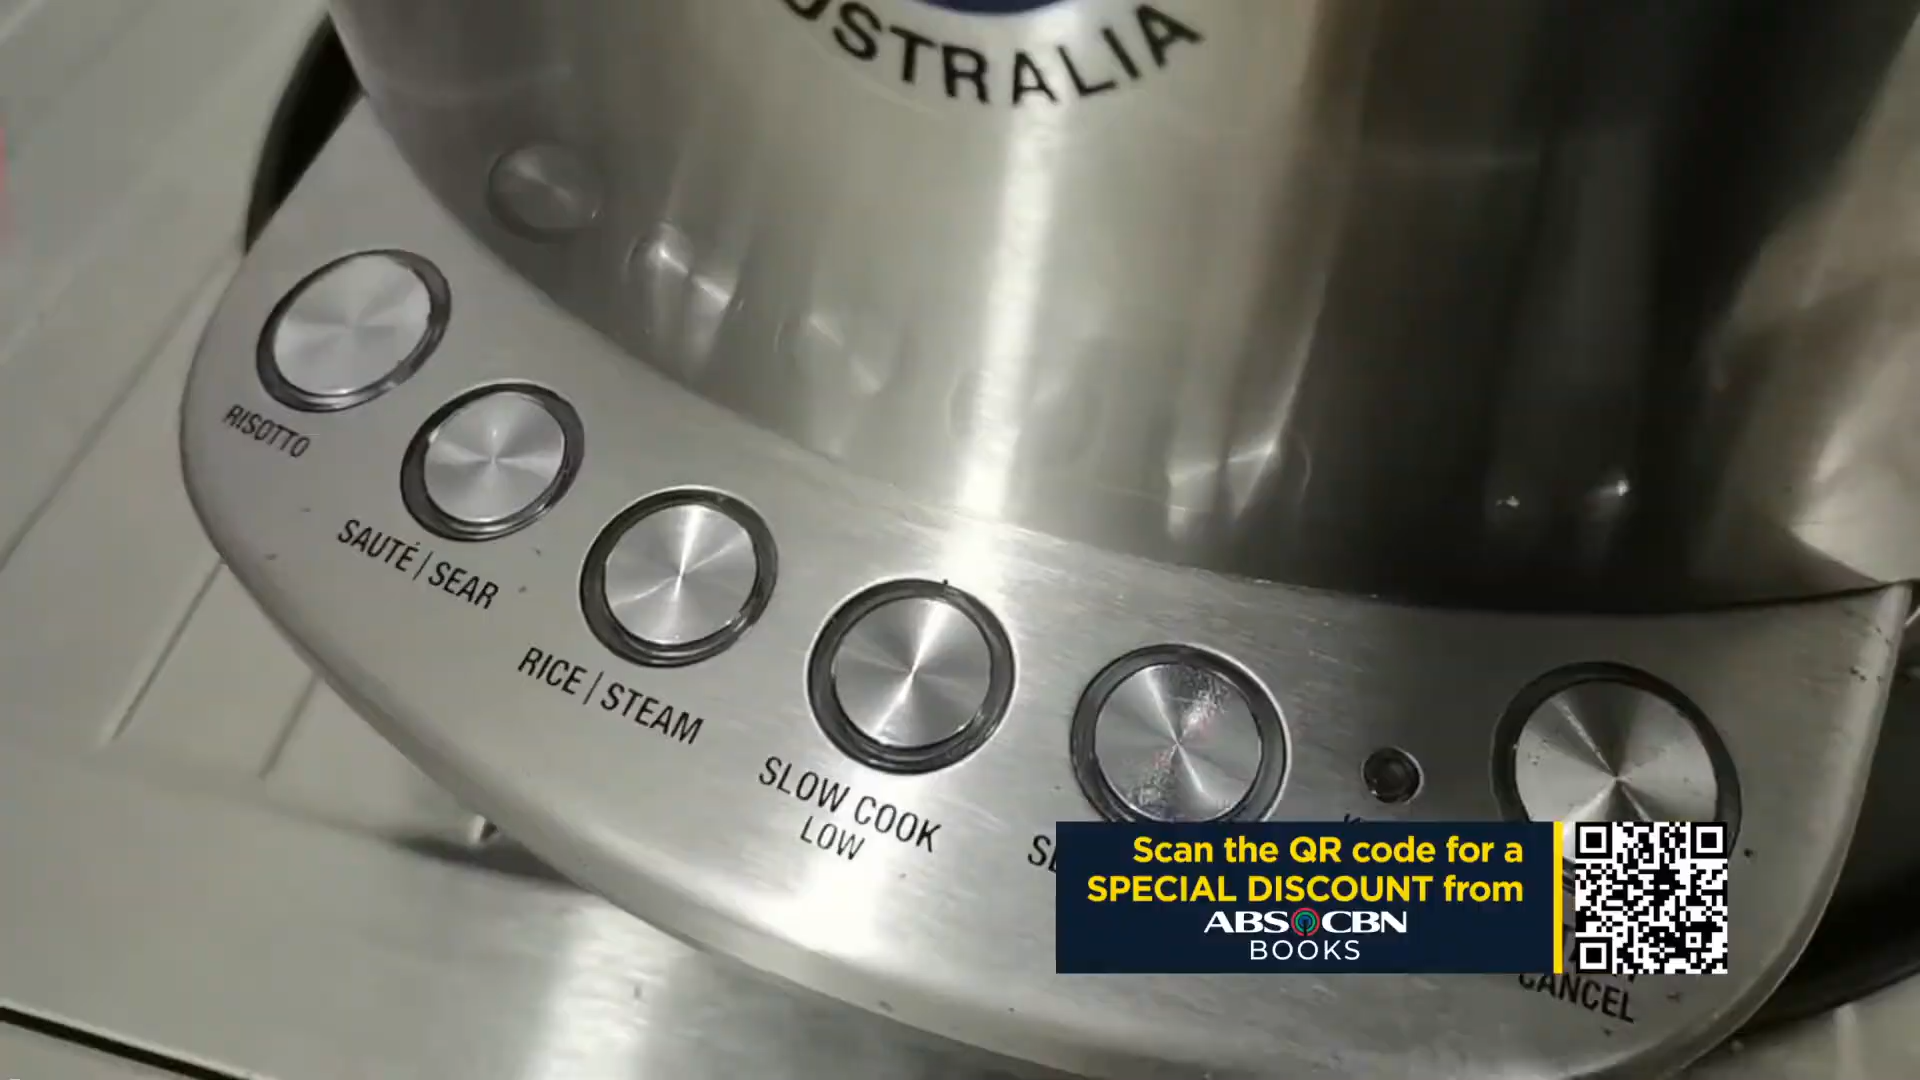 USTRALIA
RISOTTO
SAUTÉ | SEAR
RICE | STEAM
SLOW COOK
LOW
CANCEL
Scan the QR code for a
SPECIAL DISCOUNT from
ABS-CBN
BOOKS